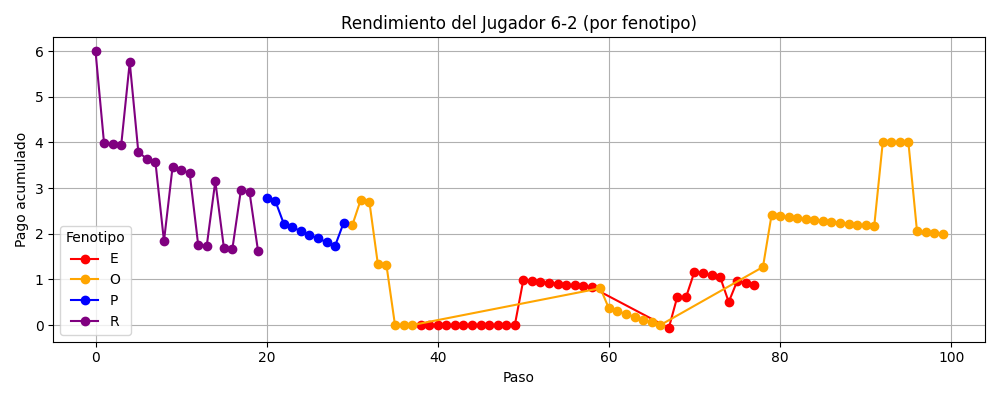 Rendimiento del Jugador 6-2 (por fenotipo)
Pago acumulado
6
5
4
3
2
1
0
Fenotipo
E
O
P
R
0 20 40 60 80 100
Paso